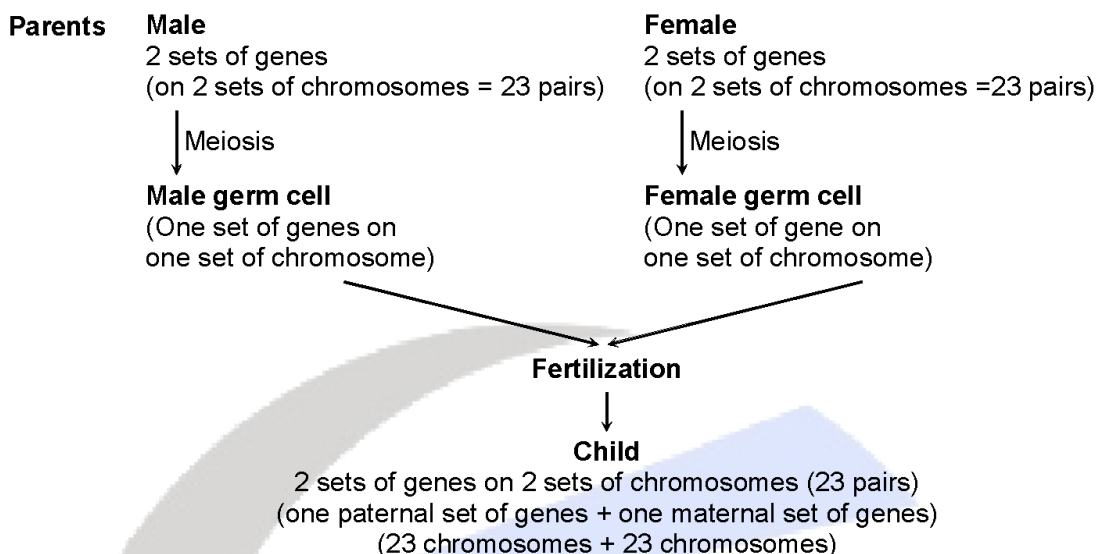 Parents Male Female
2 sets of genes 2 sets of genes
(on 2 sets of chromosomes = 23 pairs) (on 2 sets of chromosomes =23 pairs)
Meiosis Meiosis
Male germ cell Female germ cell
(One set of genes on (One set of gene on
one set of chromosome) one set of chromosome)
Fertilization
Child
2 sets of genes on 2 sets of chromosomes (23 pairs)
(one paternal set of genes + one maternal set of genes)
(23 chromosomes + 23 chromosomes)